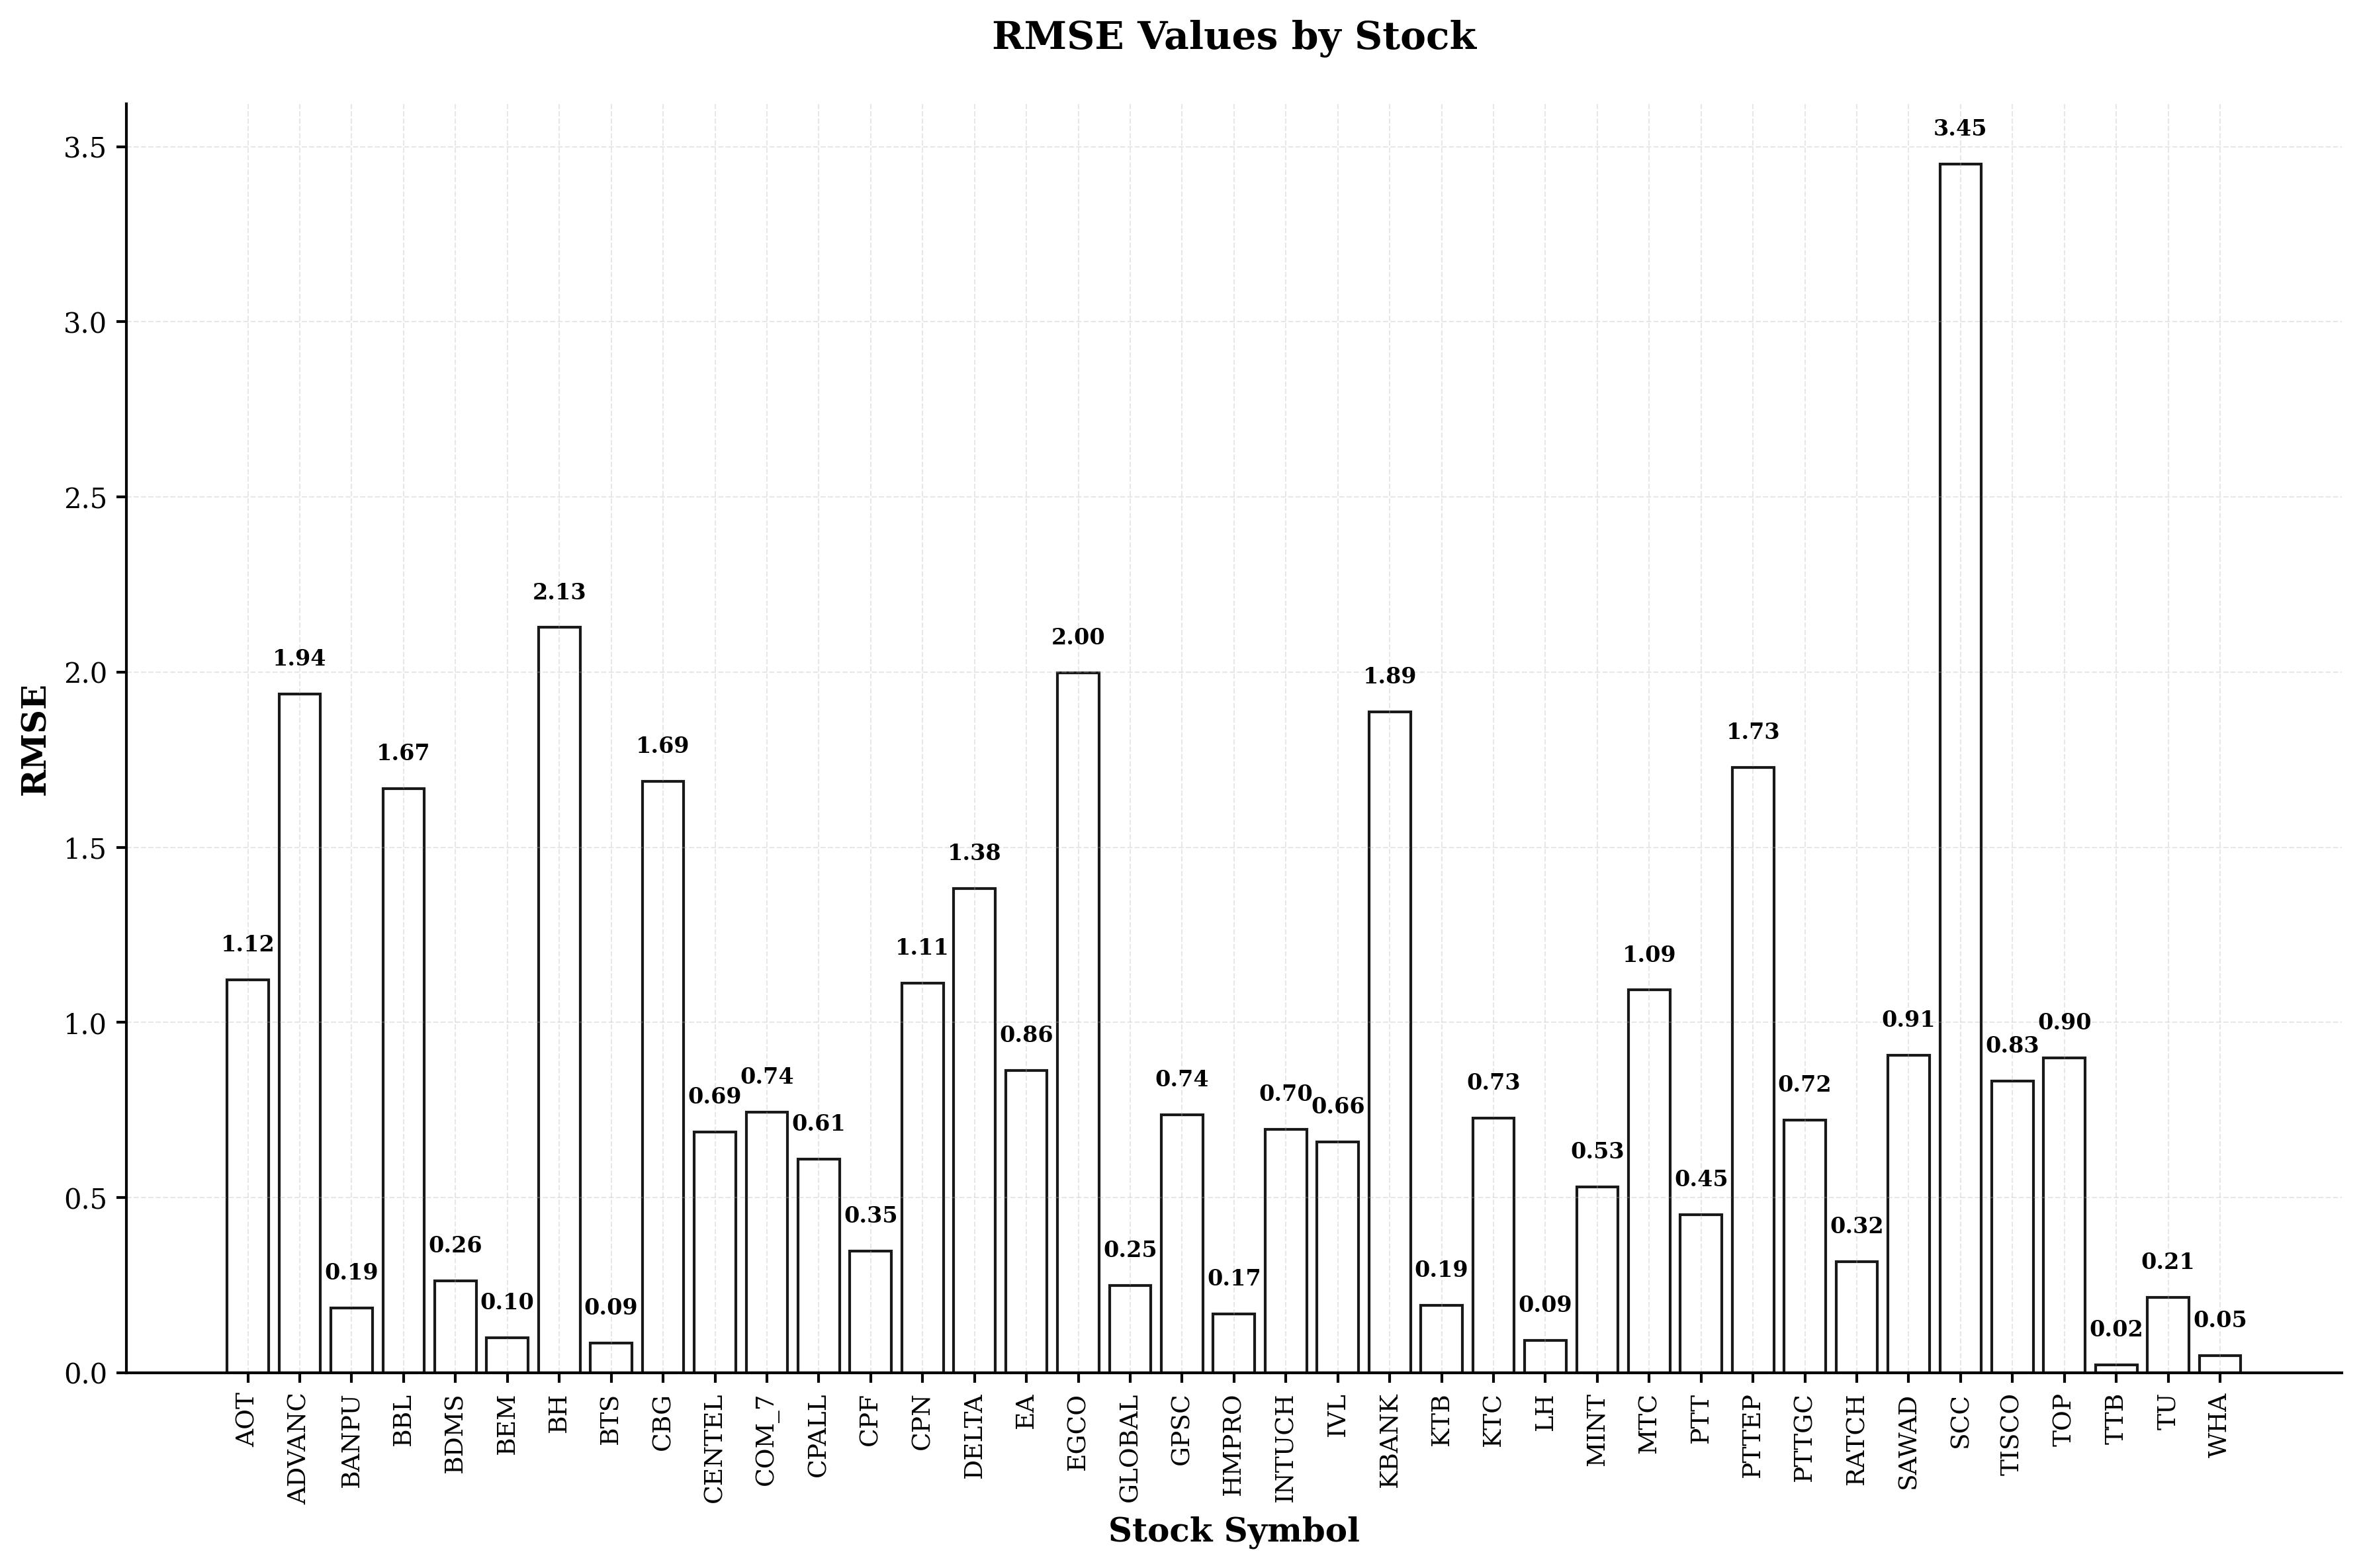 RMSE Values by Stock
RMSE
3.5
3.0
2.5
2.0
1.5
1.0
0.5
0.0
1.12
1.94
0.19
1.67
0.26
0.10
2.13
0.09
1.69
0.69
0.74
0.61
0.35
1.11
1.38
0.86
2.00
0.25
0.74
0.17
0.70
0.66
1.89
0.19
0.73
0.09
0.53
1.09
0.45
1.73
0.72
0.32
0.91
3.45
0.83
0.90
0.02
0.21
0.05
AOT
ADVANC
BANPU
BBL
BDMS
BEM
BH
BTS
CBG
CENTEL
COM_7
CPALL
CPF
CPN
DELTA
EA
EGCO
GLOBAL
GPSC
HMPRO
INTUCH
IVL
KBANK
KTB
KTC
LH
MINT
MTC
PTT
PTTEP
PTTGC
RATCH
SAWAD
SCC
TISCO
TOP
TTB
TU
WHA
Stock Symbol